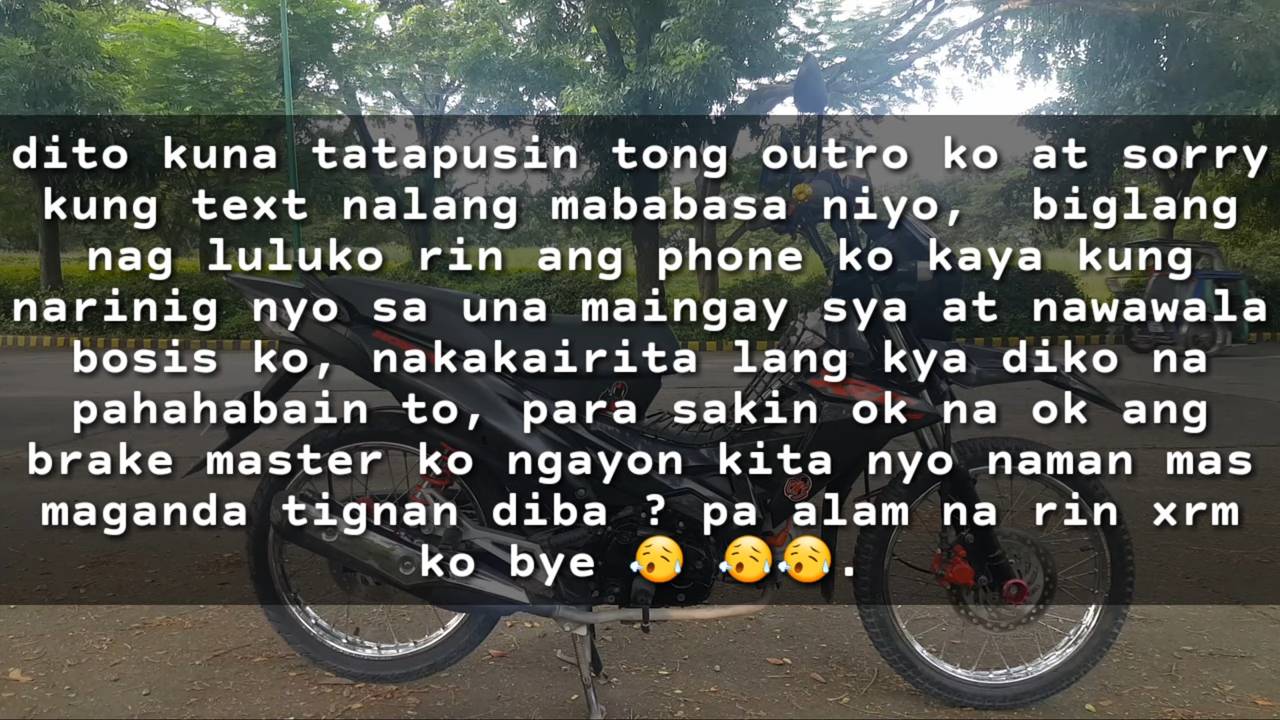 dito kuna tatapusin tong outro ko at sorry
kung text nalang mababasa niyo, biglang
nag luluko rin ang phone ko kaya kung
narinig nyo sa una maingay sya at nawawala
bosis ko, nakakairita lang kya diko na
pahahabain to, para sakin ok na ok ang
brake master ko ngayon kita nyo naman mas
maganda tignan diba ? pa alam na rin xrm
ko bye 😥 😥😥.